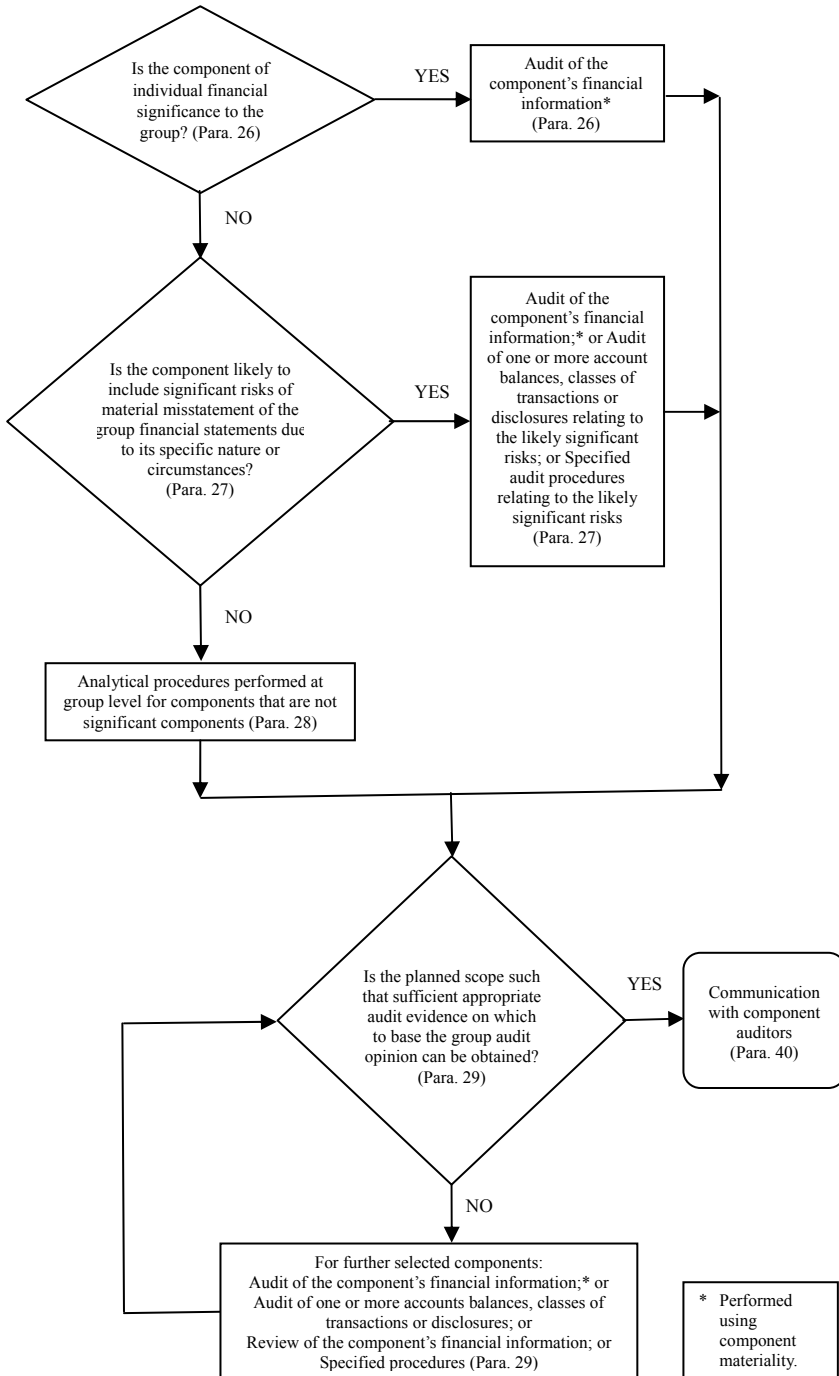 Is the component of
individual financial
significance to the
group? (Para. 26)
YES
Audit of the
component’s financial
information*
(Para. 26)
NO
Is the component likely to
include significant risks of
material misstatement of the
group financial statements due
to its specific nature or
circumstances?
(Para. 27)
YES
Audit of the
component’s financial
information;* or Audit
of one or more account
balances, classes of
transactions or
disclosures relating to
the likely significant
risks; or Specified
audit procedures
relating to the likely
significant risks
(Para. 27)
NO
Analytical procedures performed at
group level for components that are not
significant components (Para. 28)
Is the planned scope such
that sufficient appropriate
audit evidence on which
to base the group audit
opinion can be obtained?
(Para. 29)
YES
Communication
with component
auditors
(Para. 40)
NO
For further selected components:
Audit of the component’s financial information;* or
Audit of one or more accounts balances, classes of
transactions or disclosures; or
Review of the component’s financial information; or
Specified procedures (Para. 29)
* Performed
using
component
materiality.